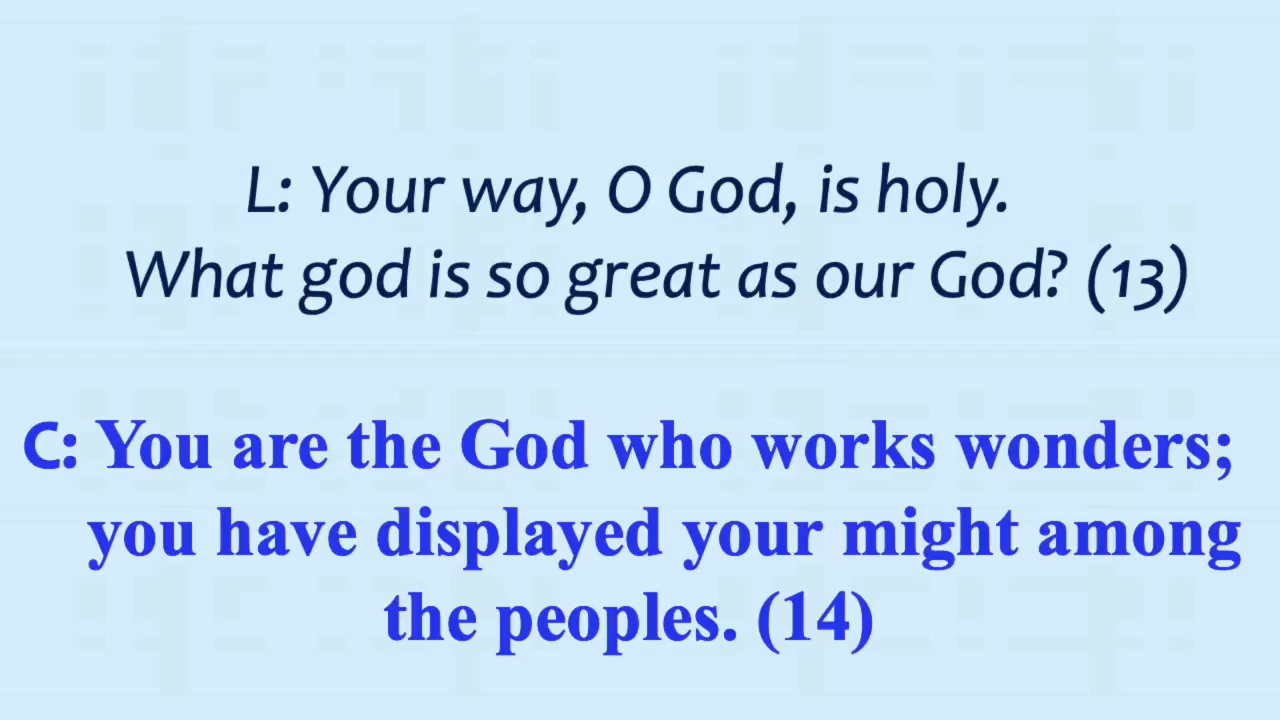 L: Your way, O God, is holy.
What god is so great as our God? (13)
C: You are the God who works wonders;
you have displayed your might among
the peoples. (14)